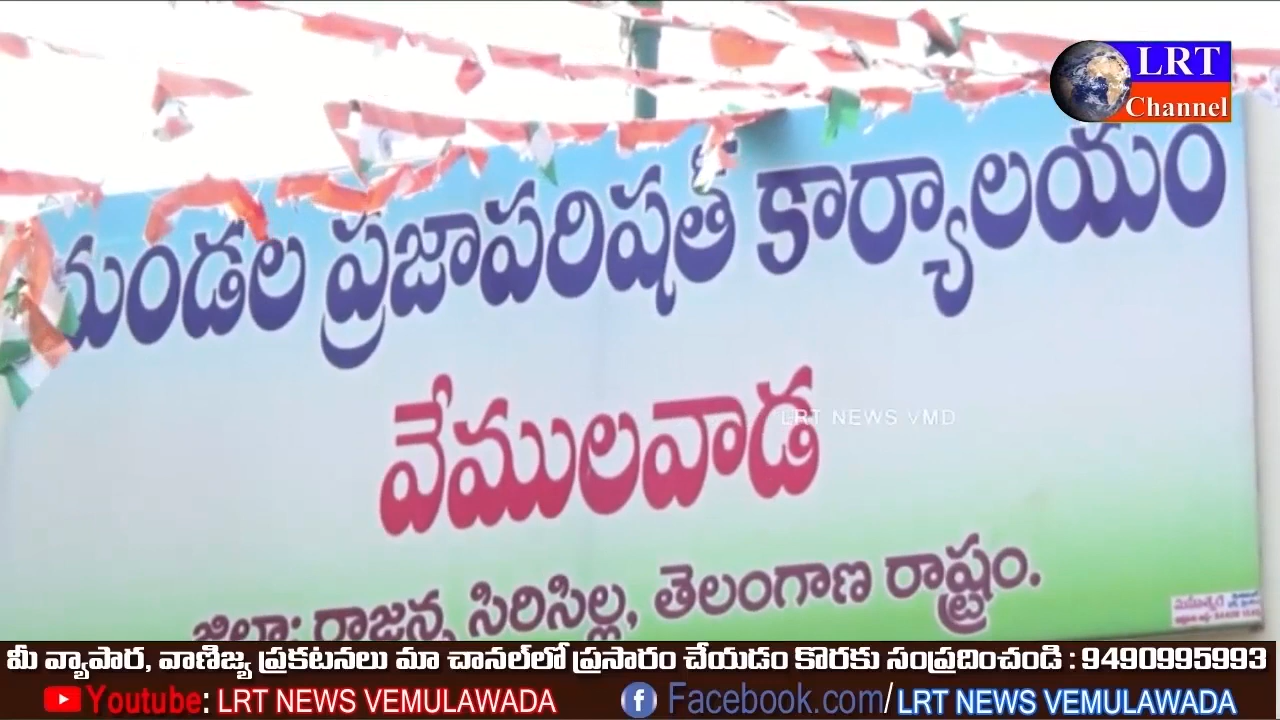 LRT
Channel
మండల ప్రజాపరిషత్ కార్యాలయం
వేములవాడ
LRT NEWS VMD
జిల్లా: రాజన్న సిరిసిల్ల, తెలంగాణ రాష్ట్రం.
మీ వ్యాపార, వాణిజ్య ప్రకటనలు మా చానల్‌లో ప్రసారం చేయడం కొరకు సంప్రదించండి : 9490995993
Youtube: LRT NEWS VEMULAWADA
Facebook.com/LRT NEWS VEMULAWADA